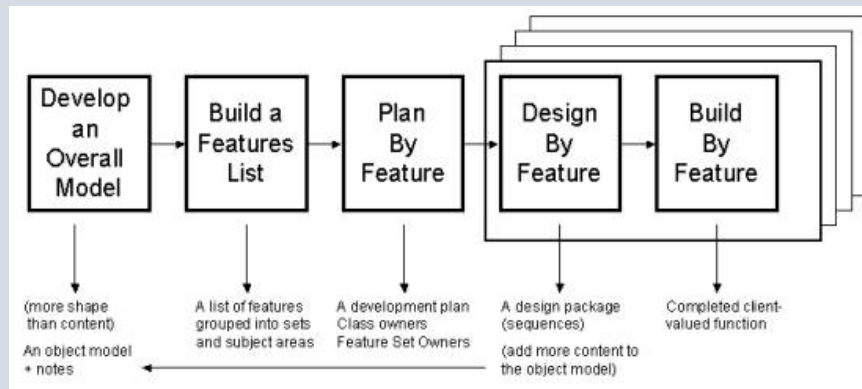 Develop
an
Overall
Model
Build a
Features
List
Plan
By
Feature
Design
By
Feature
Build
By
Feature
(more shape
than content)
An object model
+ notes
A list of features
grouped into sets
and subject areas
A development plan
Class owners
Feature Set Owners
A design package
(sequences)
(add more content to
the object model)
Completed client-
valued function